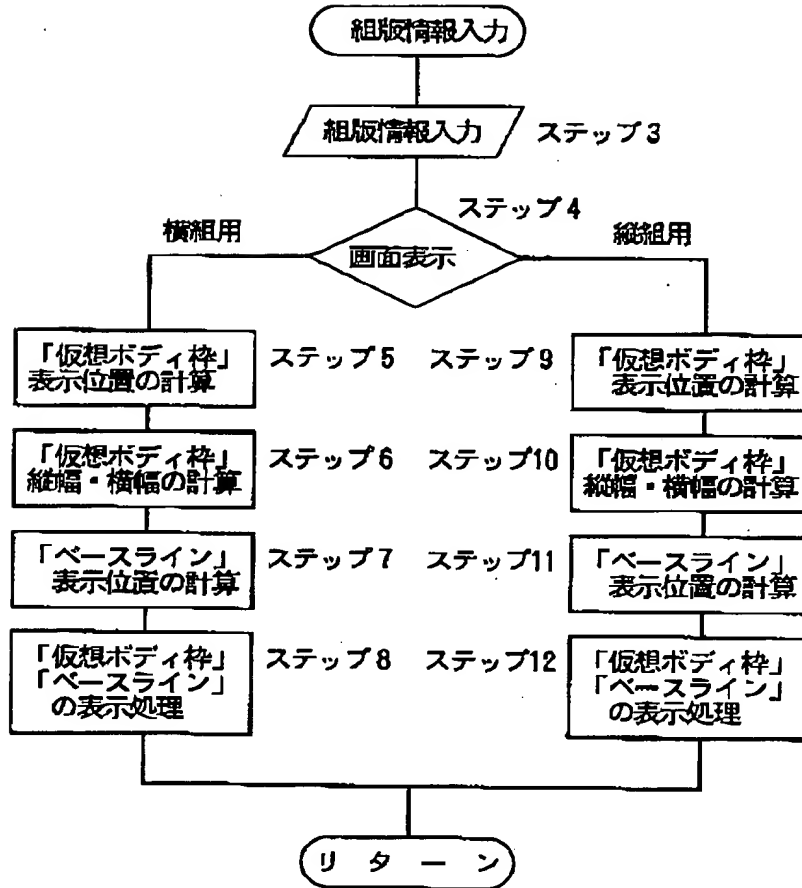 組版情報入力
組版情報入力
ステップ3
ステップ4
横組用
画面表示
縦組用
「仮想ボディ枠」
表示位置の計算
ステップ5
ステップ9
「仮想ボディ枠」
表示位置の計算
「仮想ボディ枠」
縦幅・横幅の計算
ステップ6
ステップ10
「仮想ボディ枠」
縦幅・横幅の計算
「ベースライン」
表示位置の計算
ステップ7
ステップ11
「ベースライン」
表示位置の計算
「仮想ボディ枠」
「ベースライン」
の表示処理
ステップ8
ステップ12
「仮想ボディ枠」
「ベースライン」
の表示処理
リターン